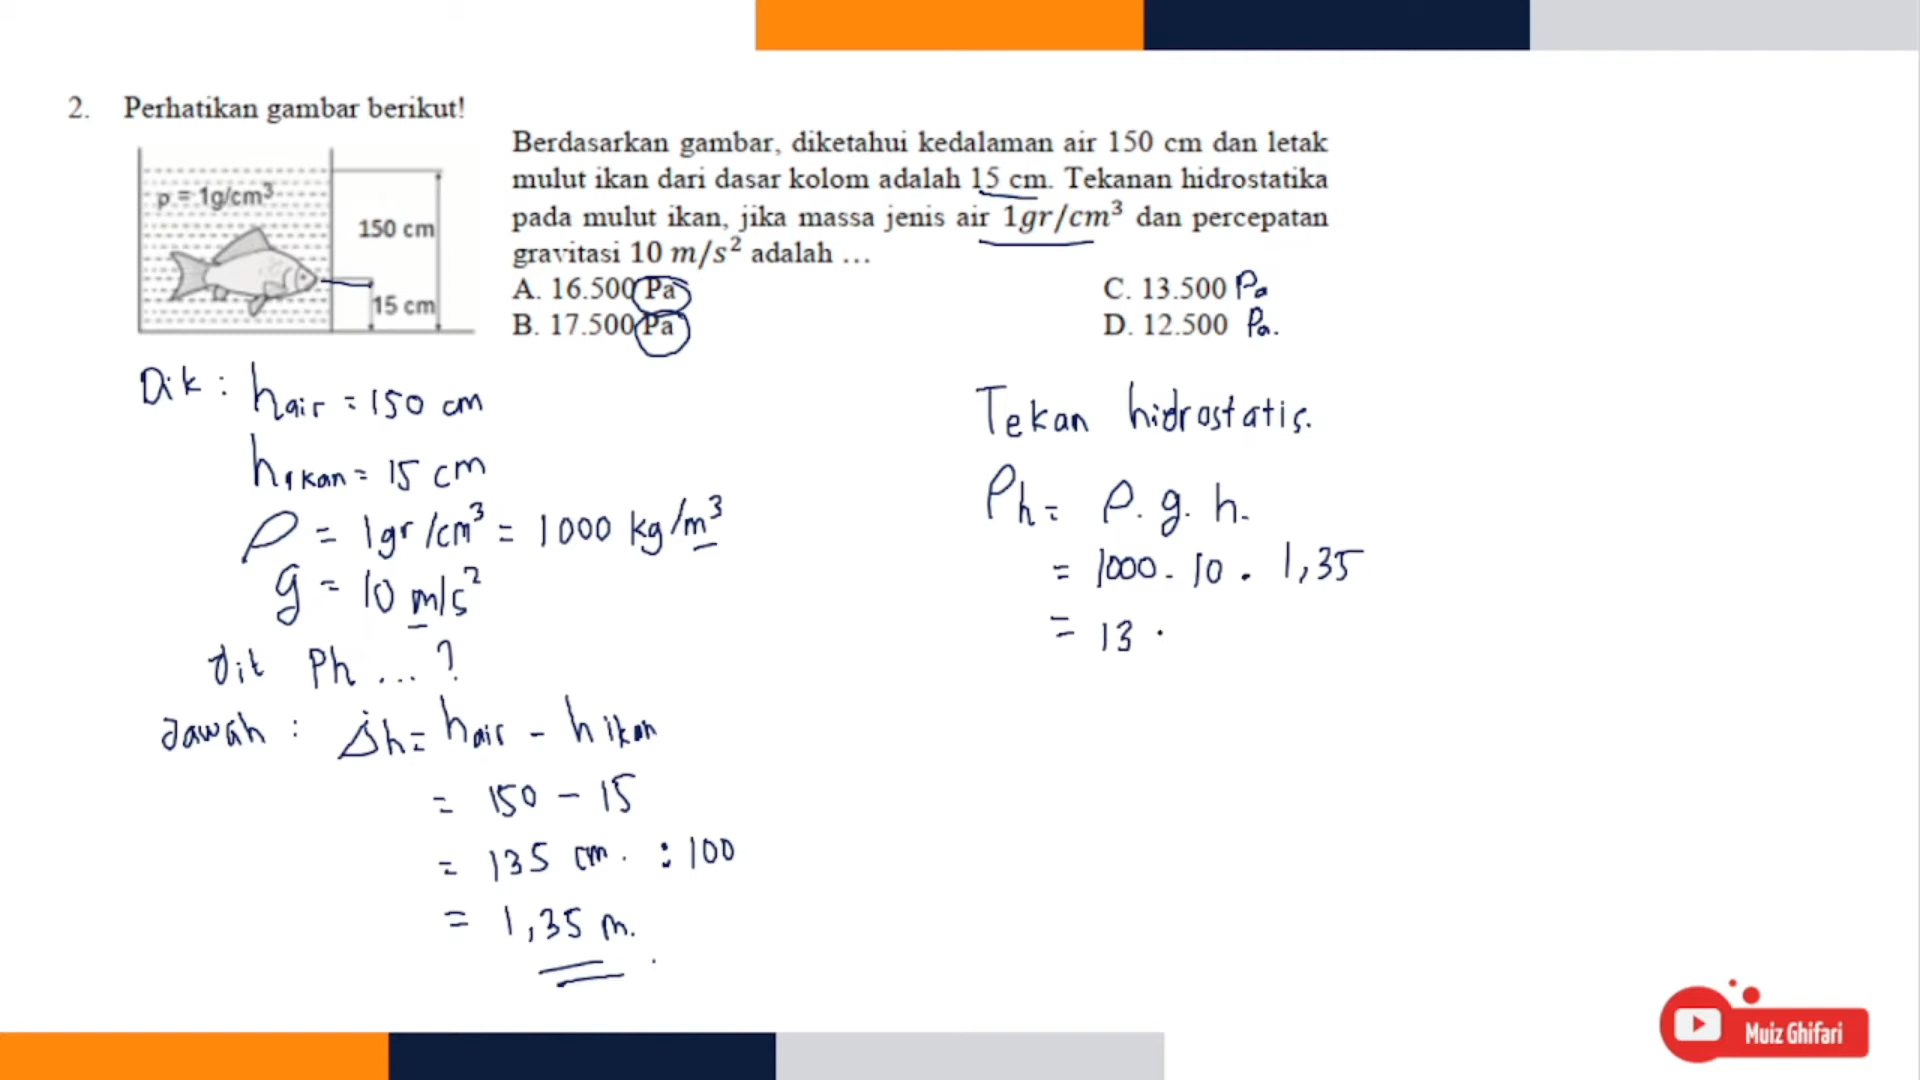 2. Perhatikan gambar berikut!
ρ = 1g/cm³
150 cm
15 cm
Berdasarkan gambar, diketahui kedalaman air 150 cm dan letak
mulut ikan dari dasar kolom adalah 15 cm. Tekanan hidrostatika
pada mulut ikan, jika massa jenis air 1gr/cm³ dan percepatan
gravitasi 10 m/s² adalah …
A. 16.500 Pa
B. 17.500 Pa
C. 13.500 Pa
D. 12.500 Pa.
Dik : hair = 150 cm
hikan = 15 cm
ρ = 1gr/cm³ = 1000 kg/m³
g = 10 m/s²
dit Ph ... ?
Jawab : Δh = hair - hikan
= 150 - 15
= 135 cm. : 100
= 1,35 m.
Tekan hidrostatis.
Ph = ρ. g. h.
= 1000. 10 . 1,35
= 13 .
Muiz Ghifari